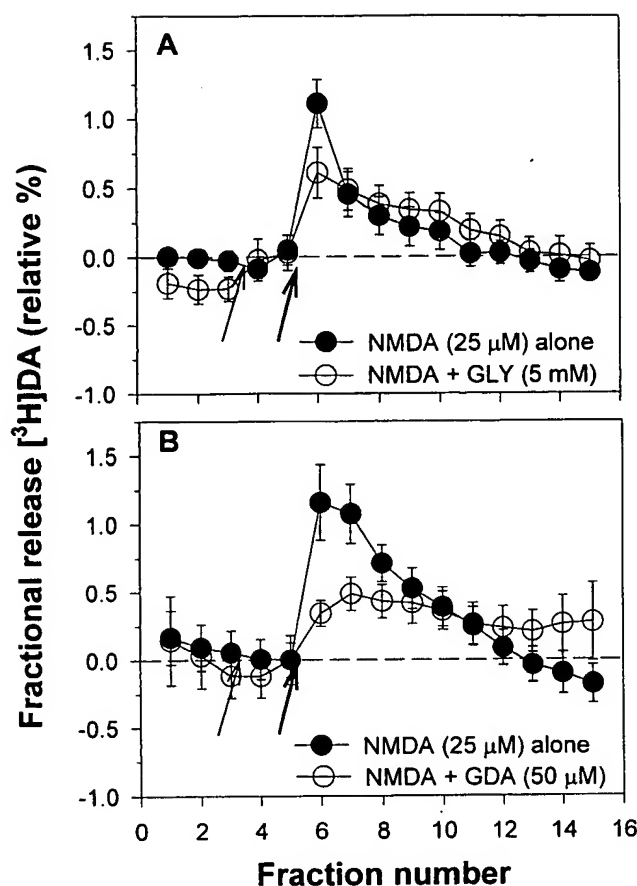 Fractional release [³H]DA (relative %)
A
1.5
1.0
0.5
0.0
-0.5
-1.0
NMDA (25 µM) alone
NMDA + GLY (5 mM)
B
1.5
1.0
0.5
0.0
-0.5
-1.0
NMDA (25 µM) alone
NMDA + GDA (50 µM)
0 2 4 6 8 10 12 14 16
Fraction number